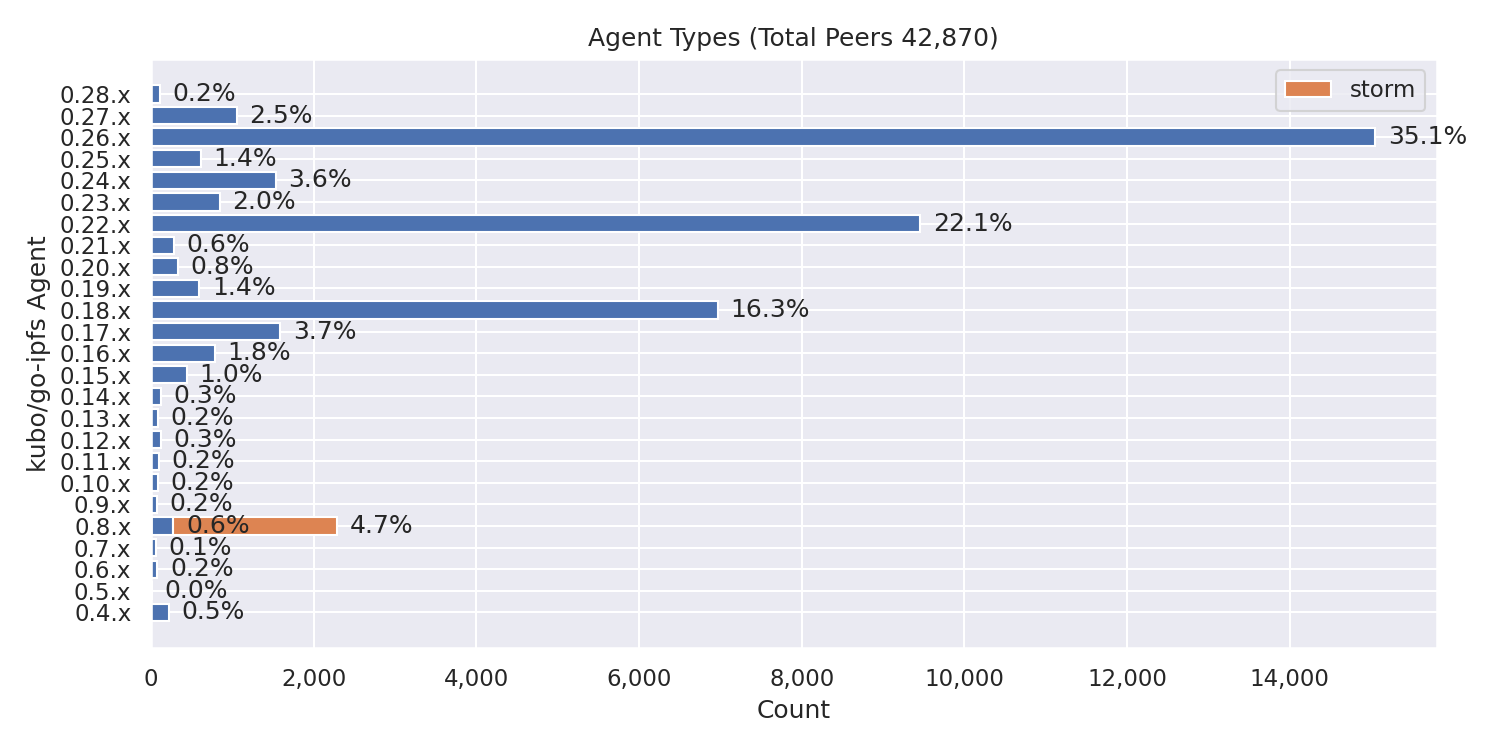 Agent Types (Total Peers 42,870)
storm
kubo/go-ipfs Agent
0.28.x 0.2%
0.27.x 2.5%
0.26.x 35.1%
0.25.x 1.4%
0.24.x 3.6%
0.23.x 2.0%
0.22.x 22.1%
0.21.x 0.6%
0.20.x 0.8%
0.19.x 1.4%
0.18.x 16.3%
0.17.x 3.7%
0.16.x 1.8%
0.15.x 1.0%
0.14.x 0.3%
0.13.x 0.2%
0.12.x 0.3%
0.11.x 0.2%
0.10.x 0.2%
0.9.x 0.2%
0.8.x 0.6% 4.7%
0.7.x 0.1%
0.6.x 0.2%
0.5.x 0.0%
0.4.x 0.5%
0 2,000 4,000 6,000 8,000 10,000 12,000 14,000
Count